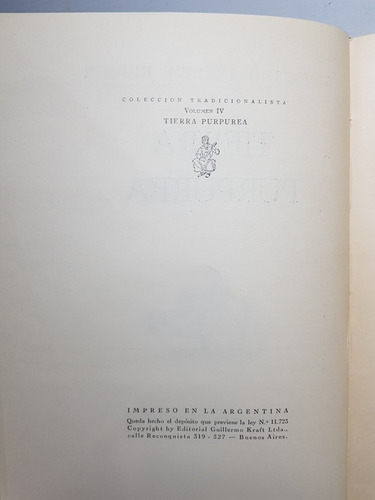 COLECCION TRADICIONALISTA
VOLUMEN IV
TIERRA PURPUREA
IMPRESO EN LA ARGENTINA
Queda hecho el depósito que previene la ley N.º 11.723
Copyright by Editorial Guillermo Kraft Ltda.,
calle Reconquista 319 - 327 — Buenos Aires.